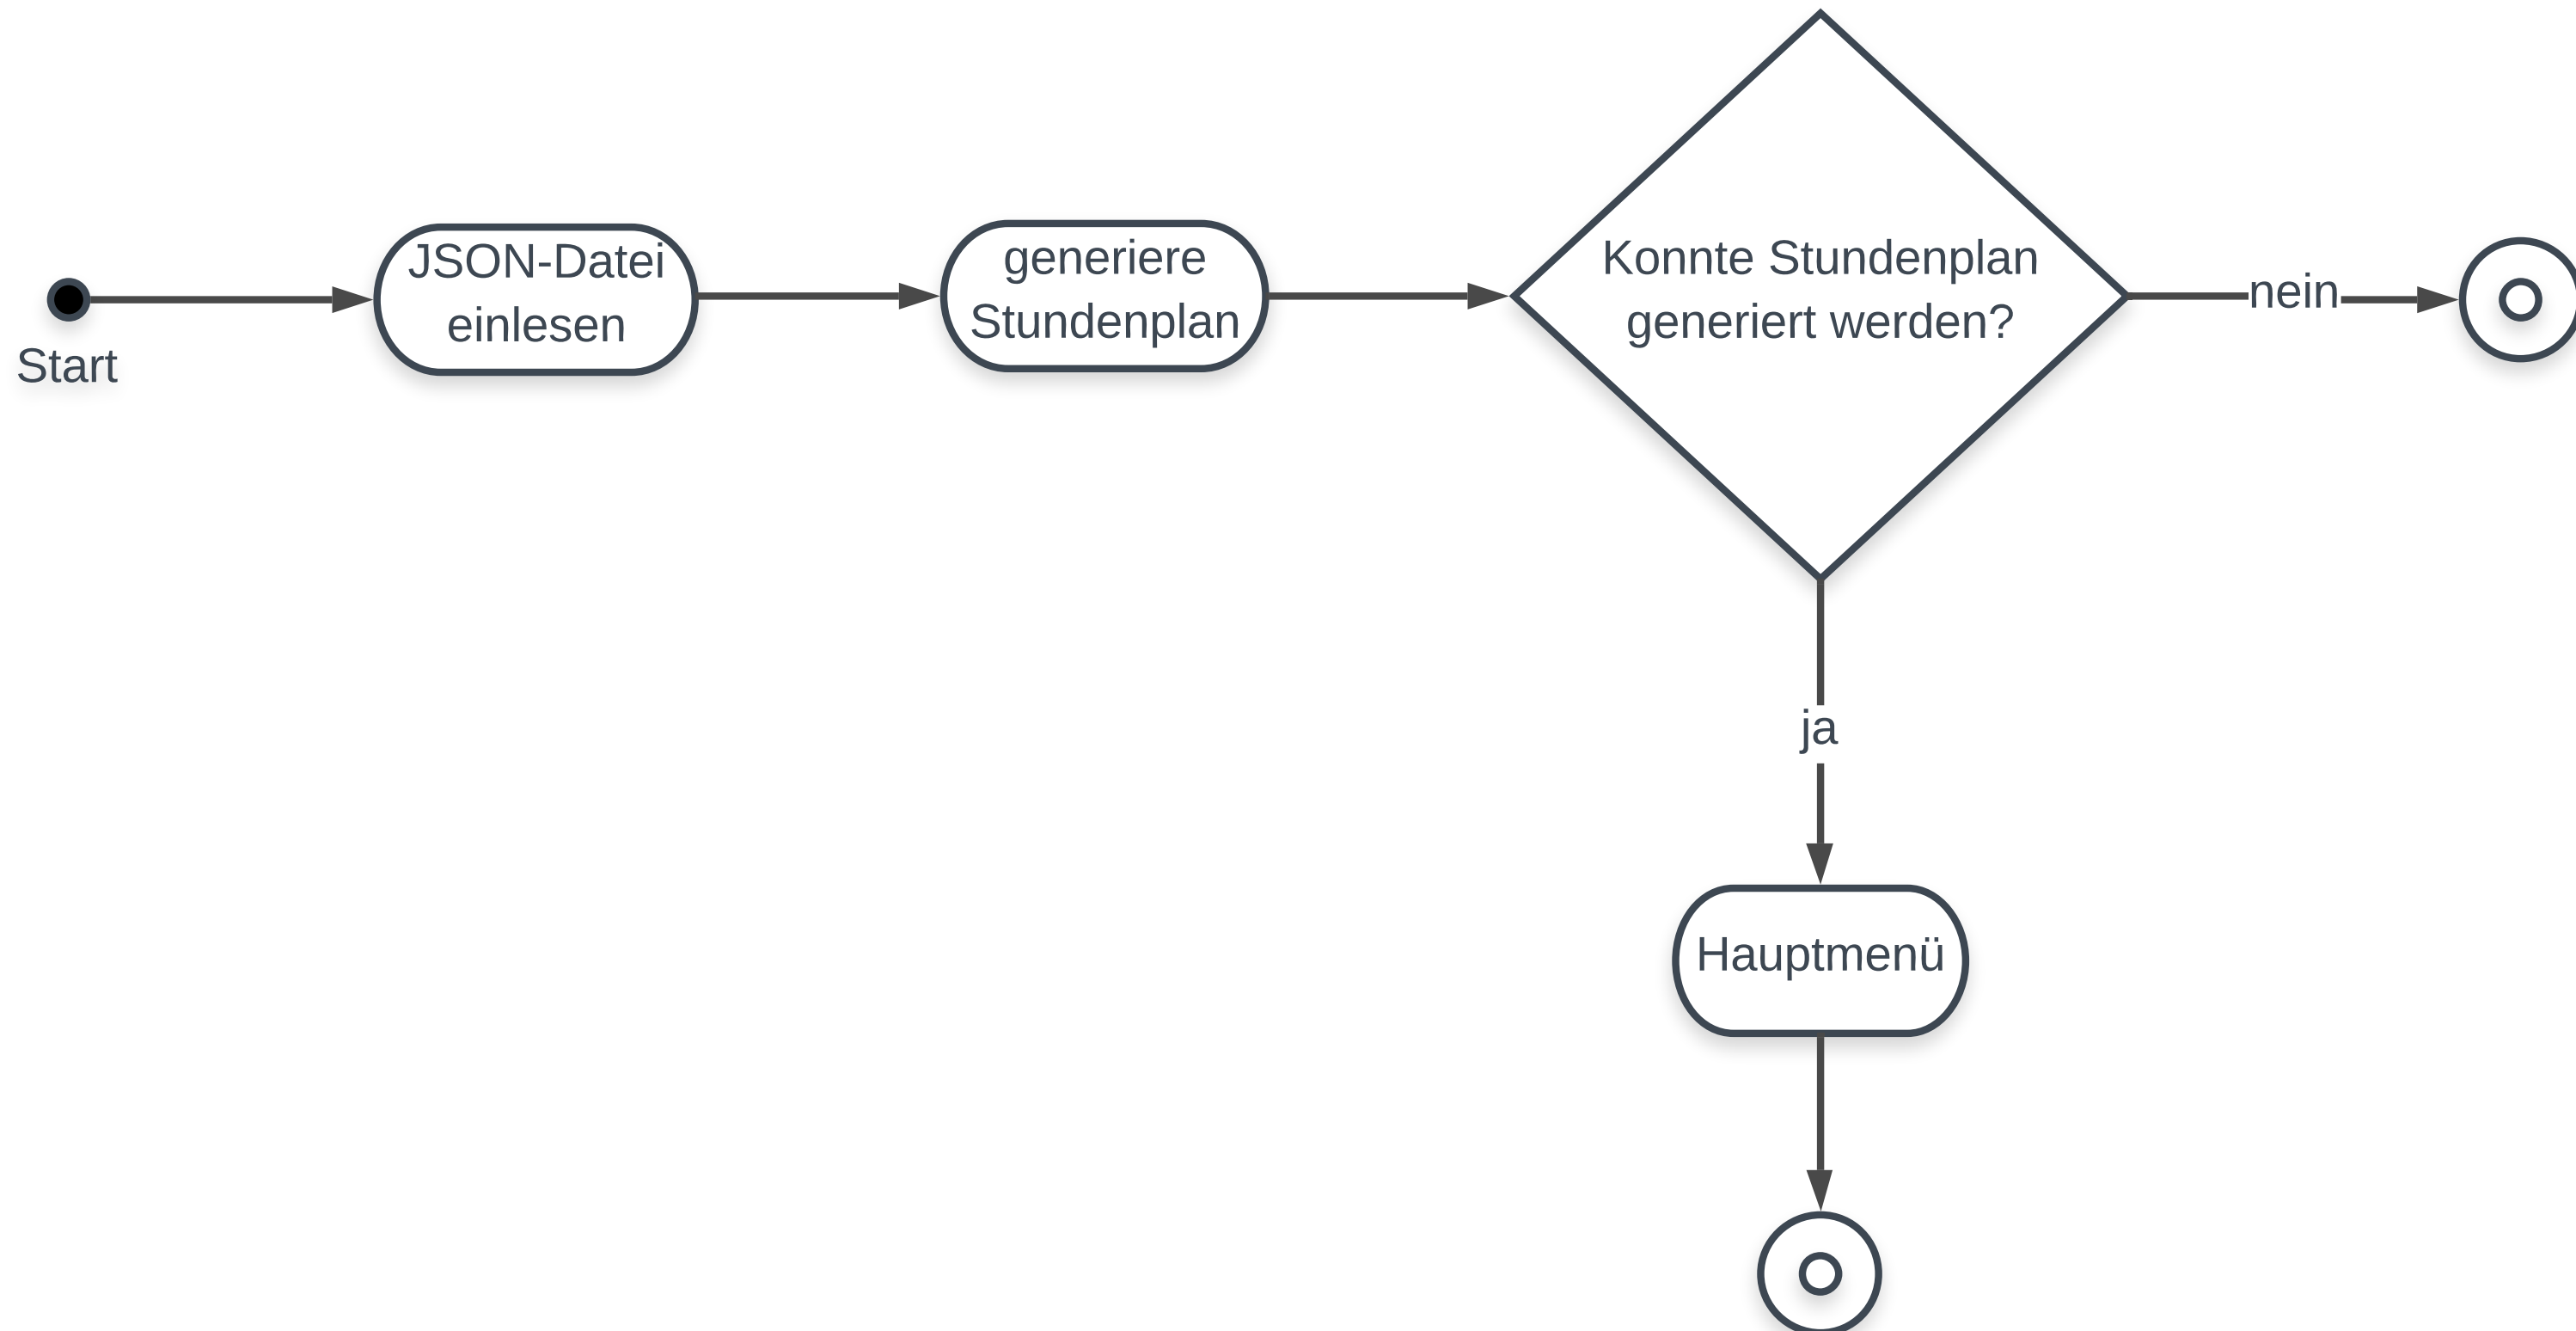 Start
JSON-Datei
einlesen
generiere
Stundenplan
Konnte Stundenplan
generiert werden?
nein
ja
Hauptmenü